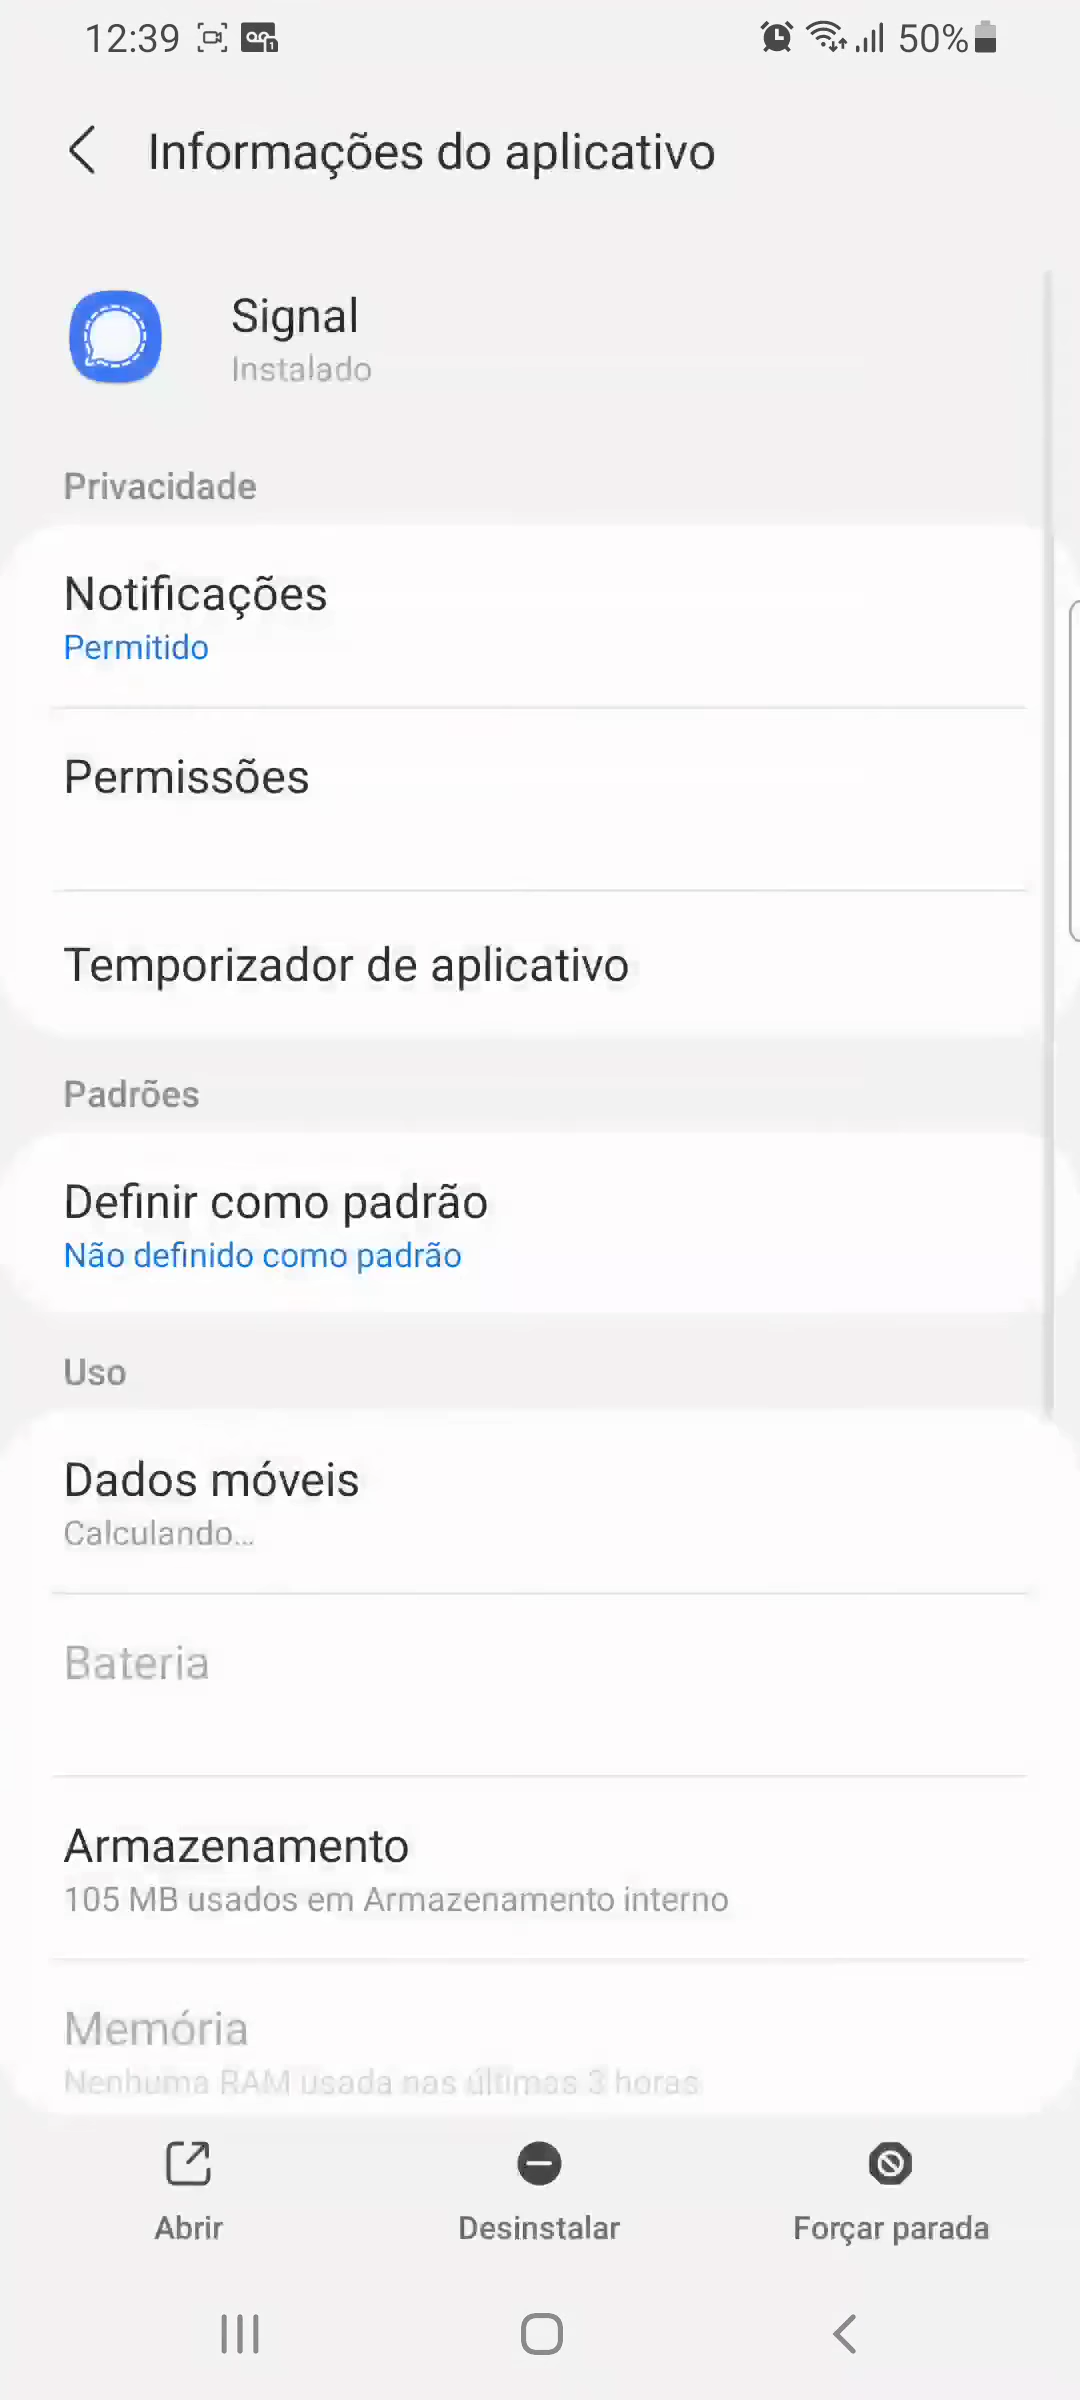 12:39
50%
Informações do aplicativo
Signal
Instalado
Privacidade
Notificações
Permitido
Permissões
Temporizador de aplicativo
Padrões
Definir como padrão
Não definido como padrão
Uso
Dados móveis
Calculando...
Bateria
Armazenamento
105 MB usados em Armazenamento interno
Memória
Nenhuma RAM usada nas últimas 3 horas
Abrir
Desinstalar
Forçar parada